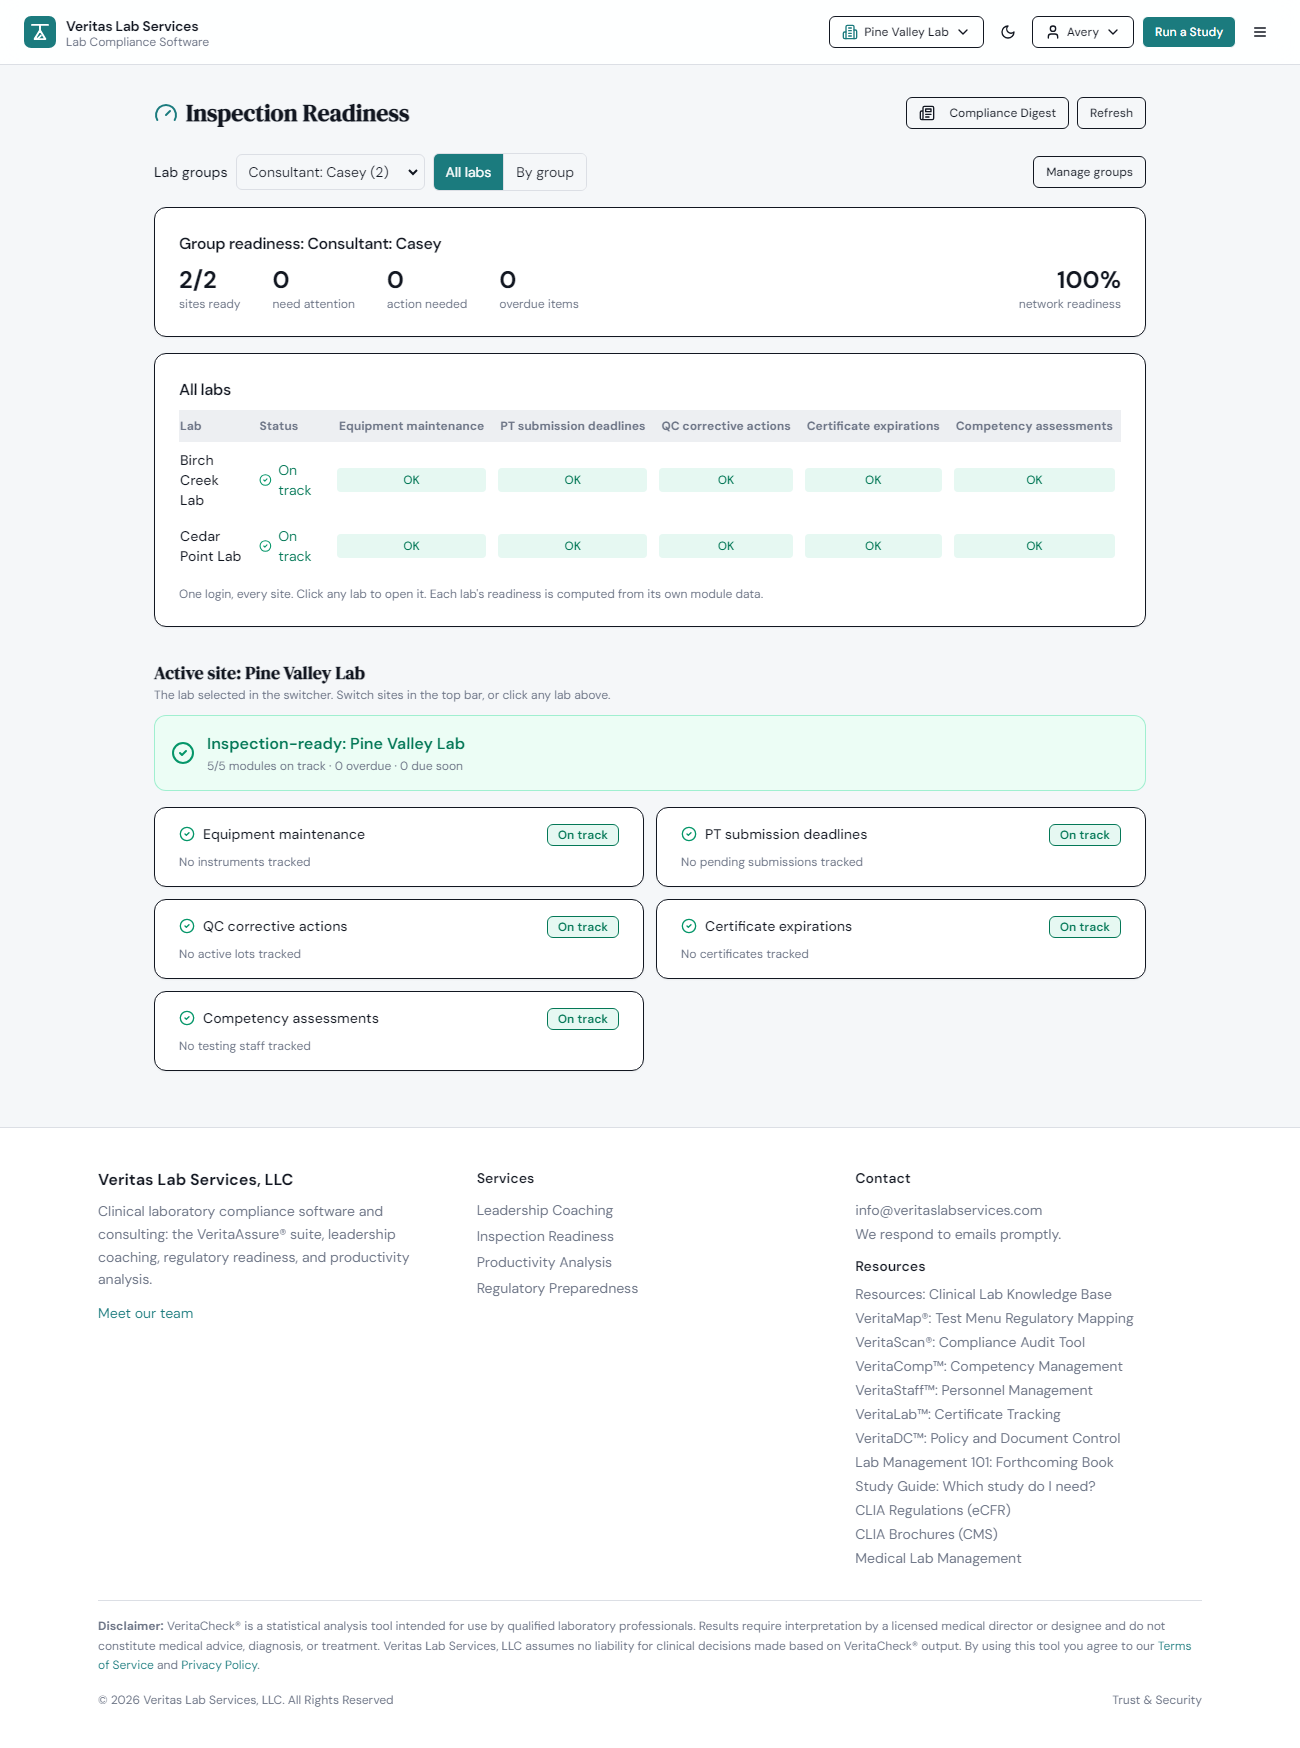 Veritas Lab Services
Lab Compliance Software
Pine Valley Lab
Avery
Run a Study
Inspection Readiness
Compliance Digest
Refresh
Lab groups
Consultant: Casey (2)
All labs
By group
Manage groups
Group readiness: Consultant: Casey
2/2
sites ready
0
need attention
0
action needed
0
overdue items
100%
network readiness
All labs
Lab
Status
Equipment maintenance
PT submission deadlines
QC corrective actions
Certificate expirations
Competency assessments
Birch
Creek
Lab
On
track
OK
OK
OK
OK
OK
Cedar
Point Lab
On
track
OK
OK
OK
OK
OK
One login, every site. Click any lab to open it. Each lab's readiness is computed from its own module data.
Active site: Pine Valley Lab
The lab selected in the switcher. Switch sites in the top bar, or click any lab above.
Inspection-ready: Pine Valley Lab
5/5 modules on track · 0 overdue · 0 due soon
Equipment maintenance
On track
No instruments tracked
PT submission deadlines
On track
No pending submissions tracked
QC corrective actions
On track
No active lots tracked
Certificate expirations
On track
No certificates tracked
Competency assessments
On track
No testing staff tracked
Veritas Lab Services, LLC
Clinical laboratory compliance software and
consulting: the VeritaAssure® suite, leadership
coaching, regulatory readiness, and productivity
analysis.
Meet our team
Services
Leadership Coaching
Inspection Readiness
Productivity Analysis
Regulatory Preparedness
Contact
info@veritaslabservices.com
We respond to emails promptly.
Resources
Resources: Clinical Lab Knowledge Base
VeritaMap®: Test Menu Regulatory Mapping
VeritaScan®: Compliance Audit Tool
VeritaComp™: Competency Management
VeritaStaff™: Personnel Management
VeritaLab™: Certificate Tracking
VeritaDC™: Policy and Document Control
Lab Management 101: Forthcoming Book
Study Guide: Which study do I need?
CLIA Regulations (eCFR)
CLIA Brochures (CMS)
Medical Lab Management
Disclaimer: VeritaCheck® is a statistical analysis tool intended for use by qualified laboratory professionals. Results require interpretation by a licensed medical director or designee and do not
constitute medical advice, diagnosis, or treatment. Veritas Lab Services, LLC assumes no liability for clinical decisions made based on VeritaCheck® output. By using this tool you agree to our Terms
of Service and Privacy Policy.
© 2026 Veritas Lab Services, LLC. All Rights Reserved
Trust & Security